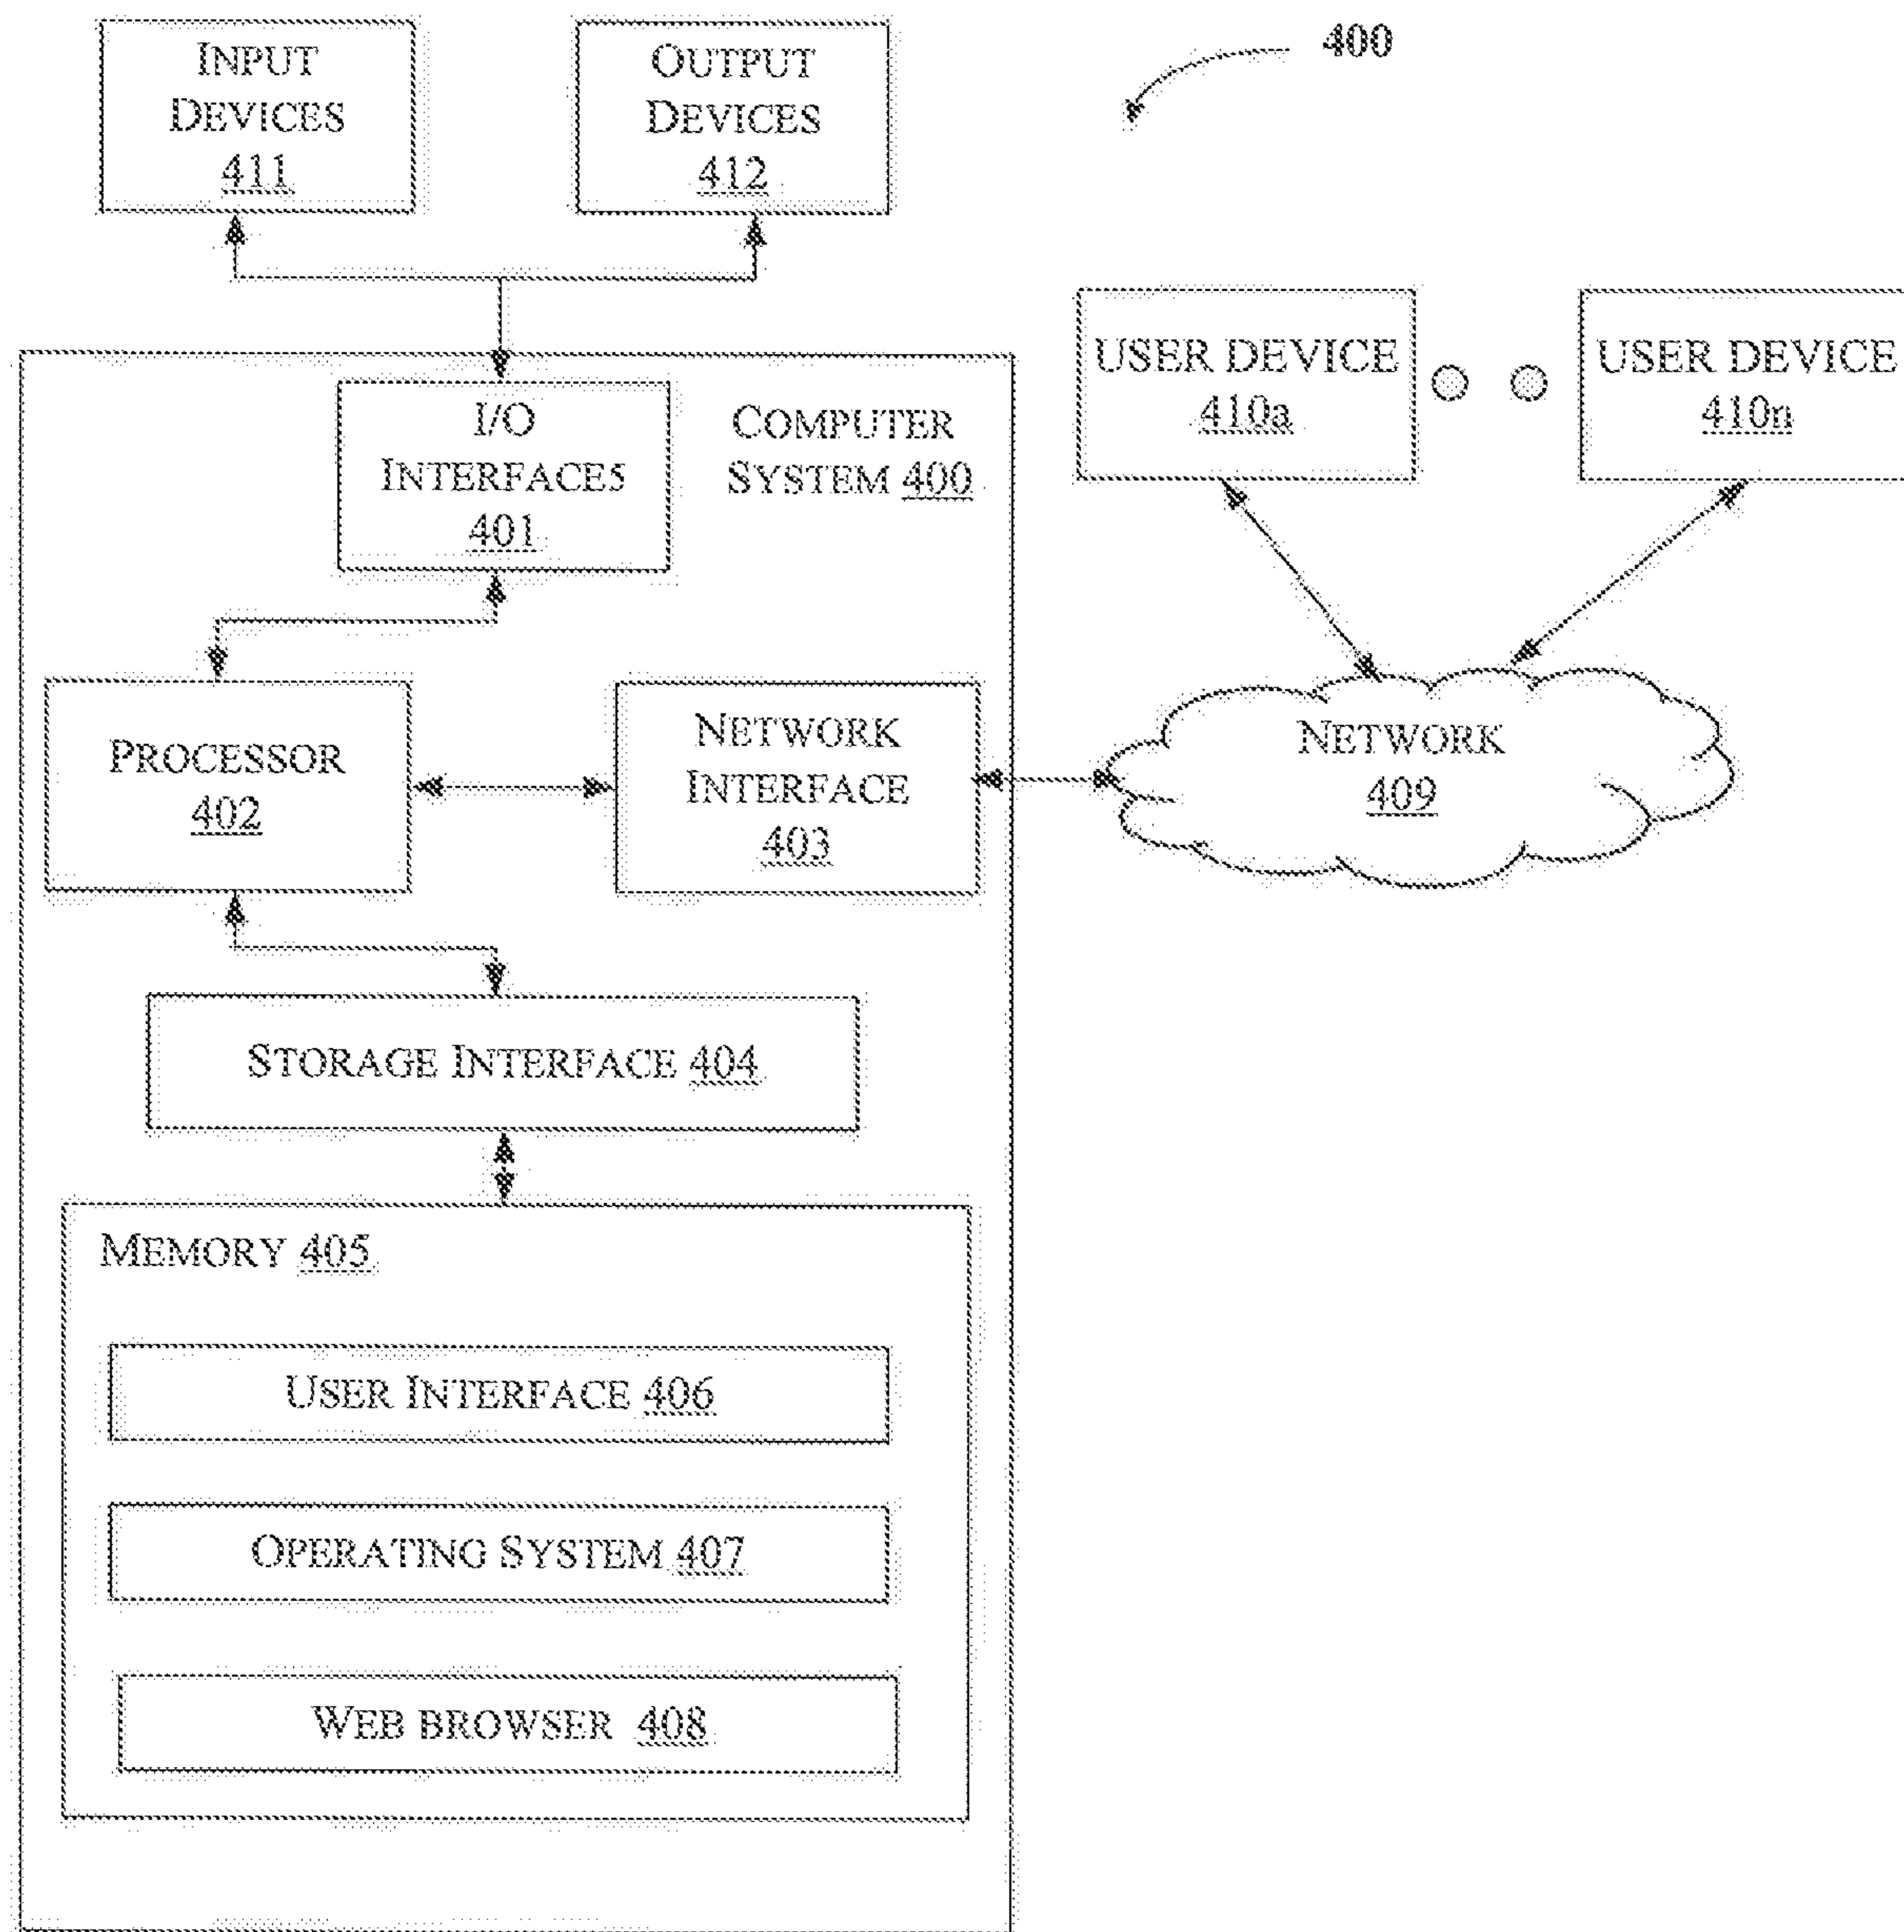 INPUT
DEVICES
411
OUTPUT
DEVICES
412
400
I/O
INTERFACES
401
COMPUTER
SYSTEM 400
USER DEVICE
410a
USER DEVICE
410n
PROCESSOR
402
NETWORK
INTERFACE
403
NETWORK
409
STORAGE INTERFACE 404
MEMORY 405
USER INTERFACE 406
OPERATING SYSTEM 407
WEB BROWSER 408